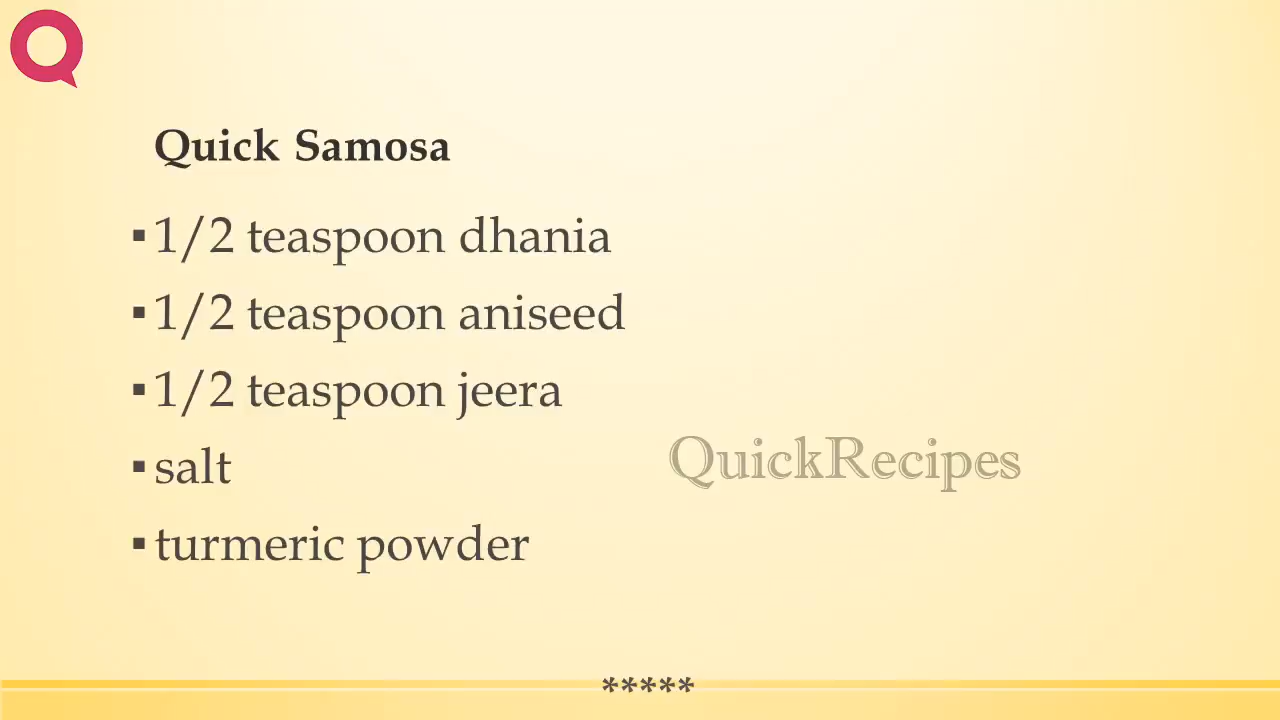 Quick Samosa
▪1/2 teaspoon dhania
▪1/2 teaspoon aniseed
▪1/2 teaspoon jeera
▪salt
▪turmeric powder
QuickRecipes
*****